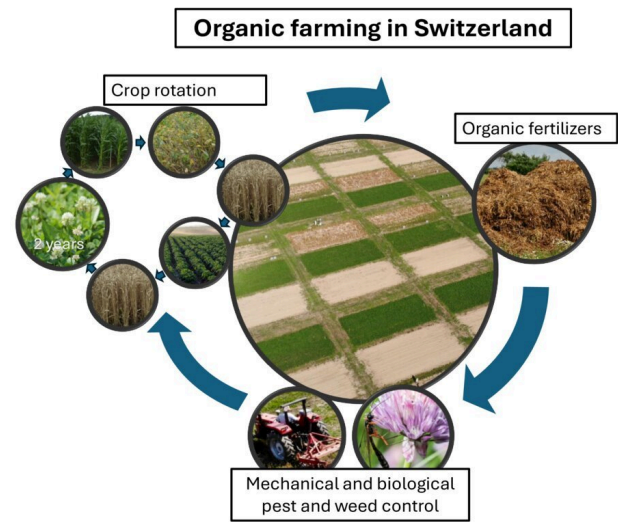 Organic farming in Switzerland
Crop rotation
Organic fertilizers
2 years
Mechanical and biological
pest and weed control